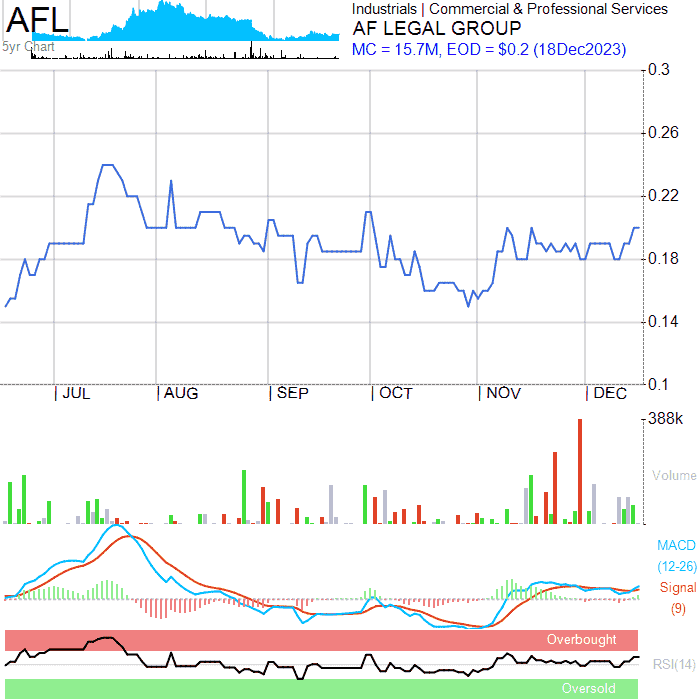 AFL
5yr Chart
Industrials | Commercial & Professional Services
AF LEGAL GROUP
MC = 15.7M, EOD = $0.2 (18Dec2023)
0.3
0.26
0.22
0.18
0.14
0.1
JUL AUG SEP OCT NOV DEC
388k
Volume
MACD
(12-26)
Signal
(9)
Overbought
RSI(14)
Oversold